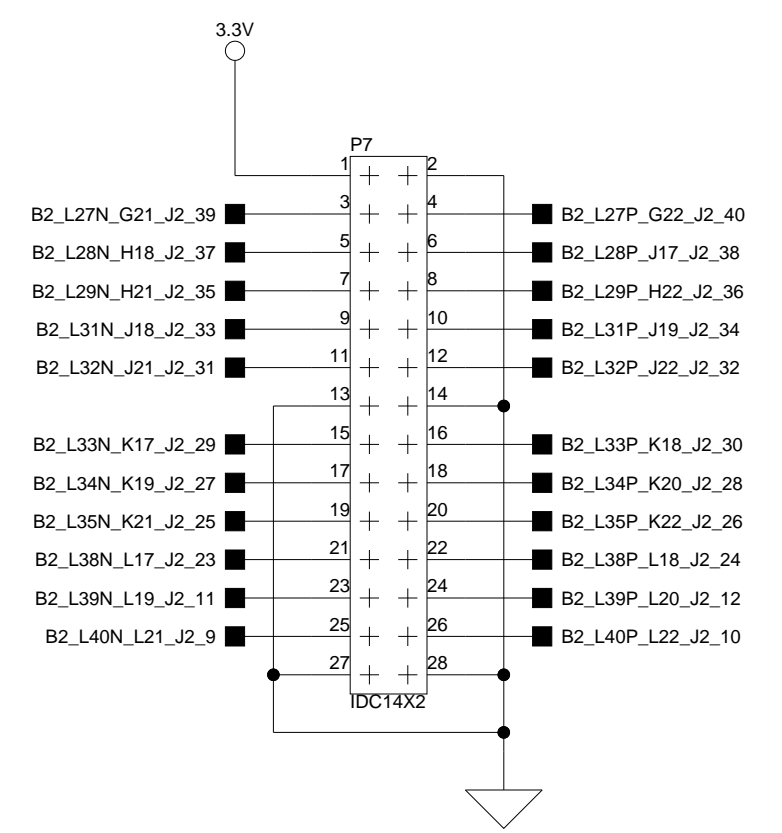 3.3V
P7
1 2
B2_L27N_G21_J2_39 3 4 B2_L27P_G22_J2_40
B2_L28N_H18_J2_37 5 6 B2_L28P_J17_J2_38
B2_L29N_H21_J2_35 7 8 B2_L29P_H22_J2_36
B2_L31N_J18_J2_33 9 10 B2_L31P_J19_J2_34
B2_L32N_J21_J2_31 11 12 B2_L32P_J22_J2_32
13 14
B2_L33N_K17_J2_29 15 16 B2_L33P_K18_J2_30
B2_L34N_K19_J2_27 17 18 B2_L34P_K20_J2_28
B2_L35N_K21_J2_25 19 20 B2_L35P_K22_J2_26
B2_L38N_L17_J2_23 21 22 B2_L38P_L18_J2_24
B2_L39N_L19_J2_11 23 24 B2_L39P_L20_J2_12
B2_L40N_L21_J2_9 25 26 B2_L40P_L22_J2_10
27 28
IDC14X2